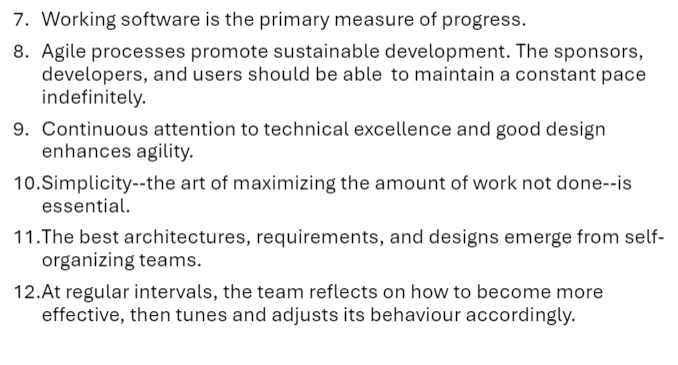 7. Working software is the primary measure of progress.
8. Agile processes promote sustainable development. The sponsors,
developers, and users should be able to maintain a constant pace
indefinitely.
9. Continuous attention to technical excellence and good design
enhances agility.
10.Simplicity--the art of maximizing the amount of work not done--is
essential.
11.The best architectures, requirements, and designs emerge from self-
organizing teams.
12.At regular intervals, the team reflects on how to become more
effective, then tunes and adjusts its behaviour accordingly.